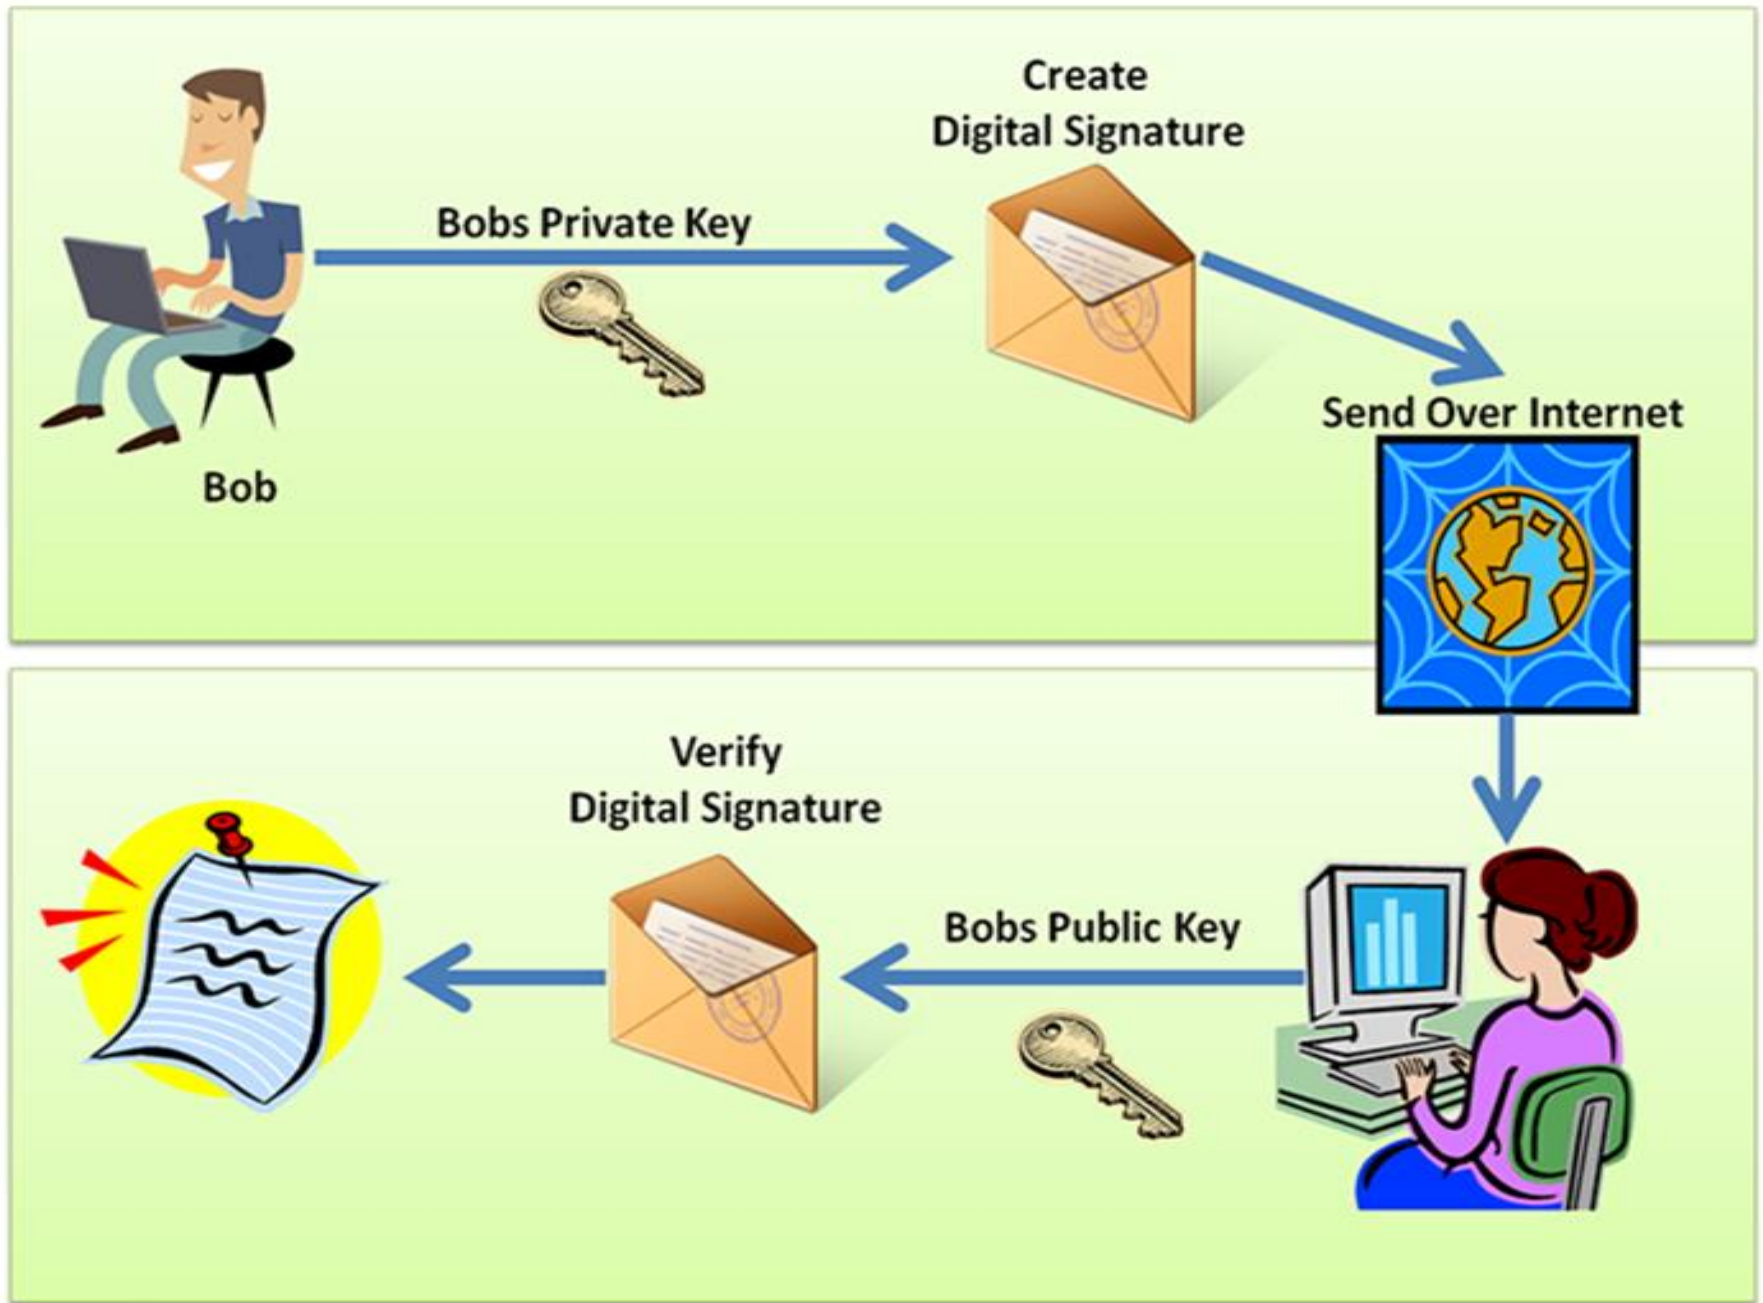 Create
Digital Signature
Bobs Private Key
Send Over Internet
Bob
Verify
Digital Signature
Bobs Public Key